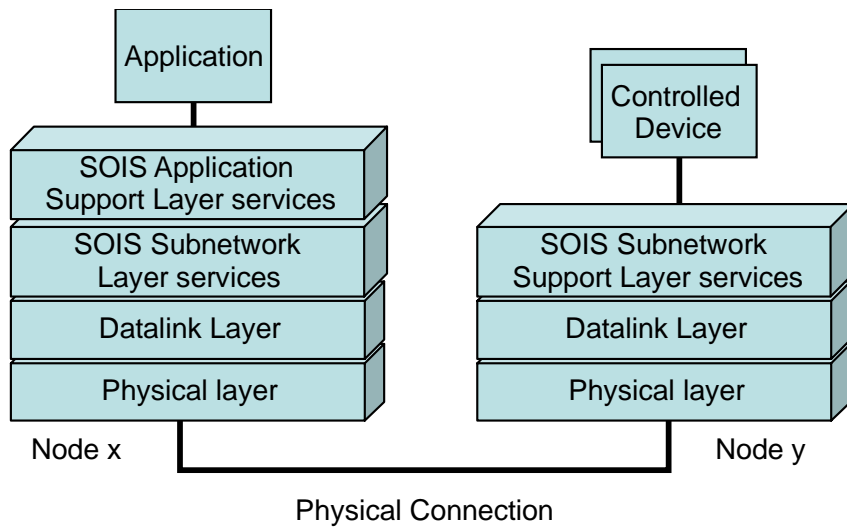 Application
SOIS Application
Support Layer services
SOIS Subnetwork
Layer services
Datalink Layer
Physical layer
Node x
Controlled
Device
SOIS Subnetwork
Support Layer services
Datalink Layer
Physical layer
Node y
Physical Connection